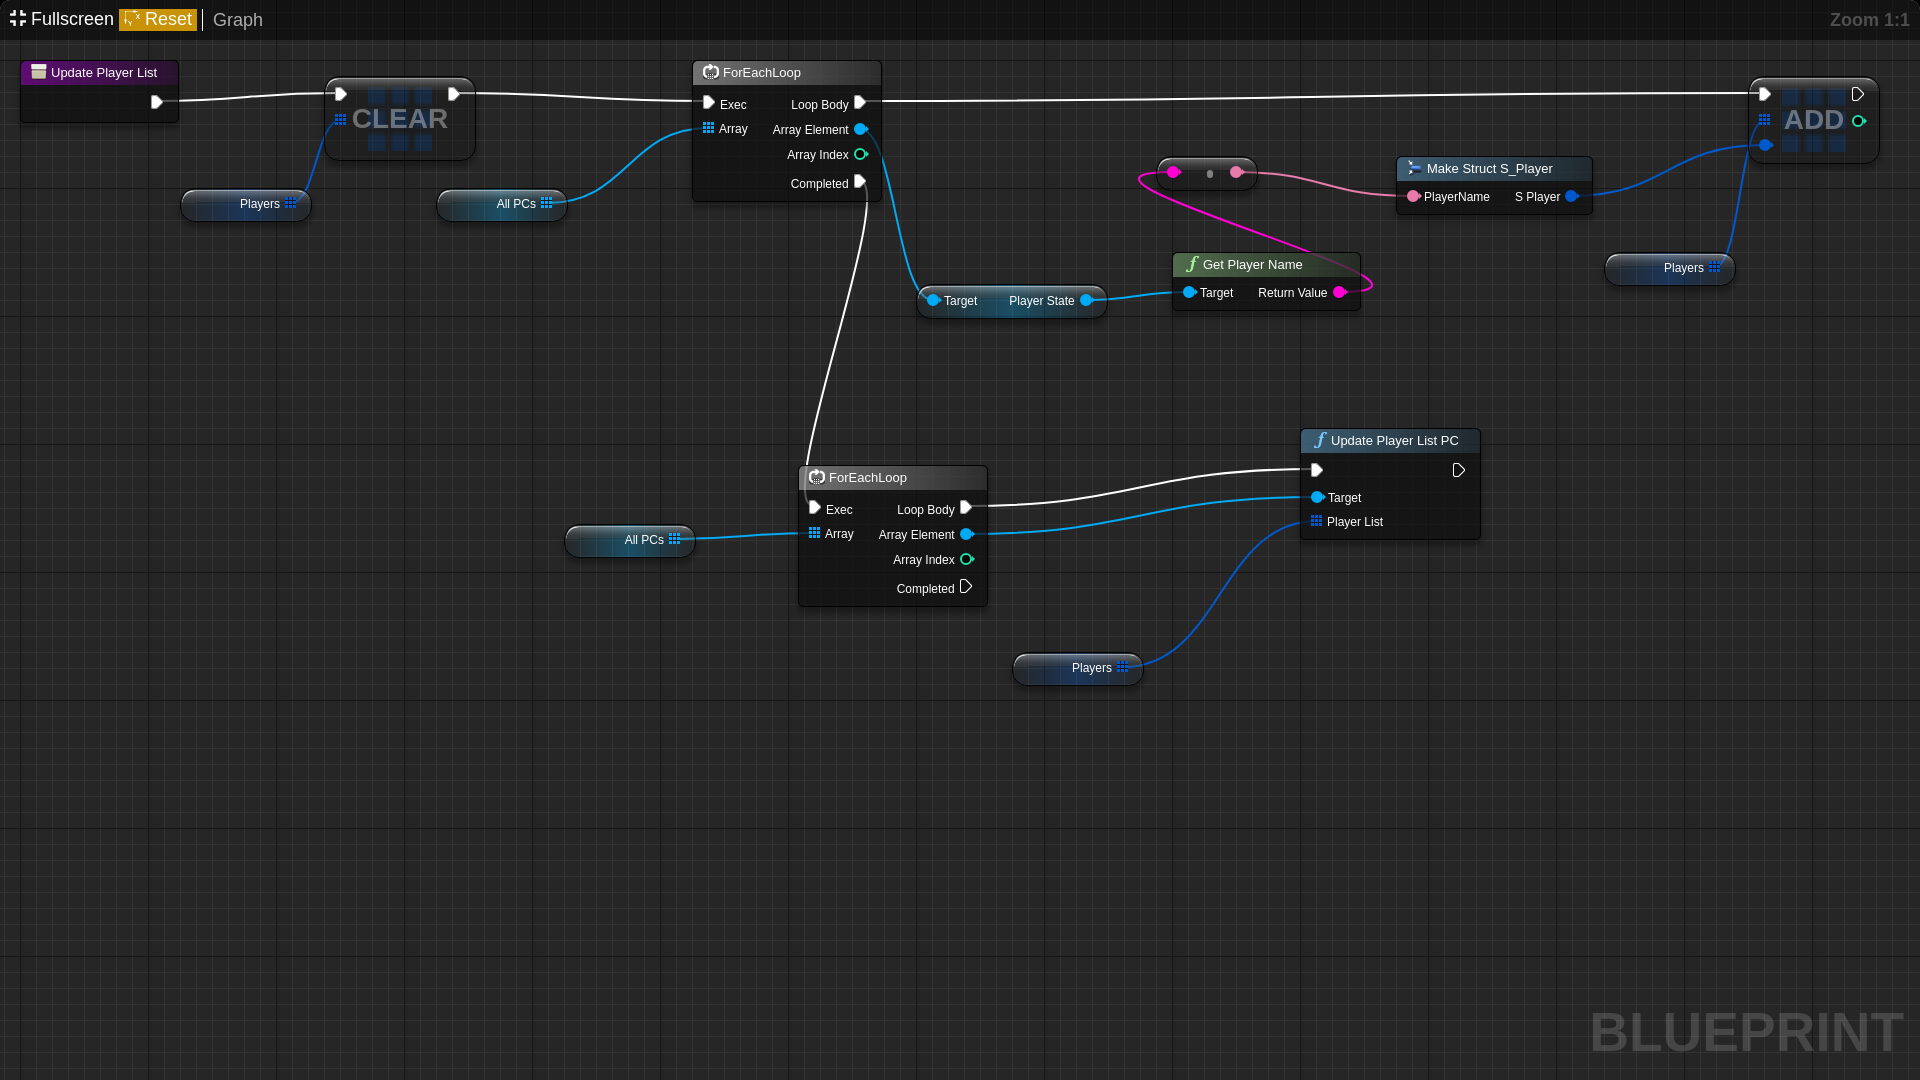 Fullscreen Reset Graph Zoom 1:1
Update Player List
CLEAR
Players
All PCs
ForEachLoop
Exec Loop Body
Array Array Element
Array Index
Completed
Target Player State
Get Player Name
Target Return Value
Make Struct S_Player
PlayerName S Player
ADD
Players
All PCs
ForEachLoop
Exec Loop Body
Array Array Element
Array Index
Completed
Update Player List PC
Target
Player List
Players
BLUEPRINT